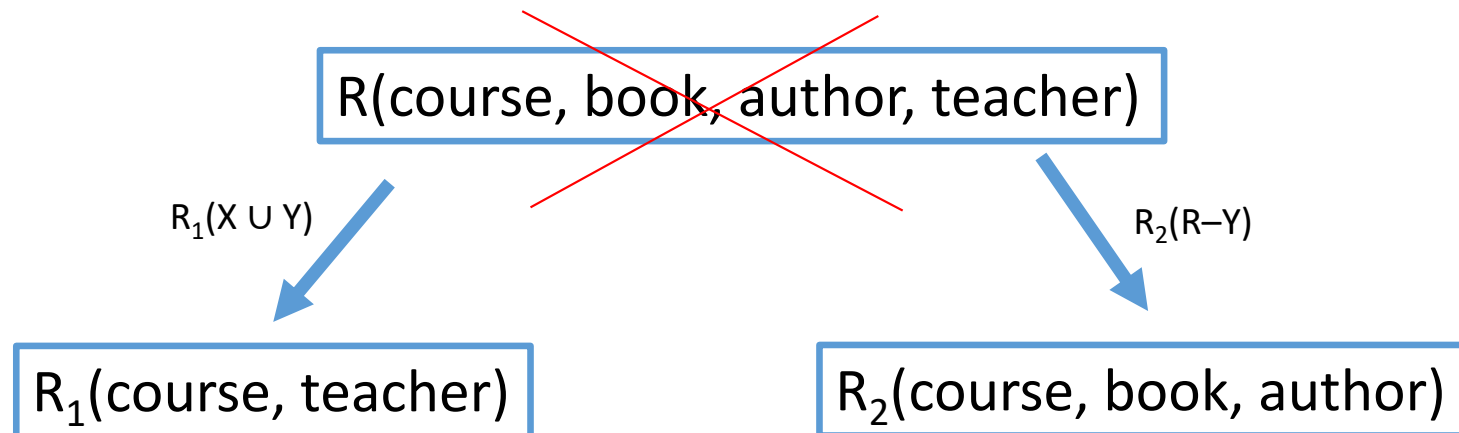 R(course, book, author, teacher)
R₁(X ∪ Y)
R₂(R–Y)
R₁(course, teacher)
R₂(course, book, author)